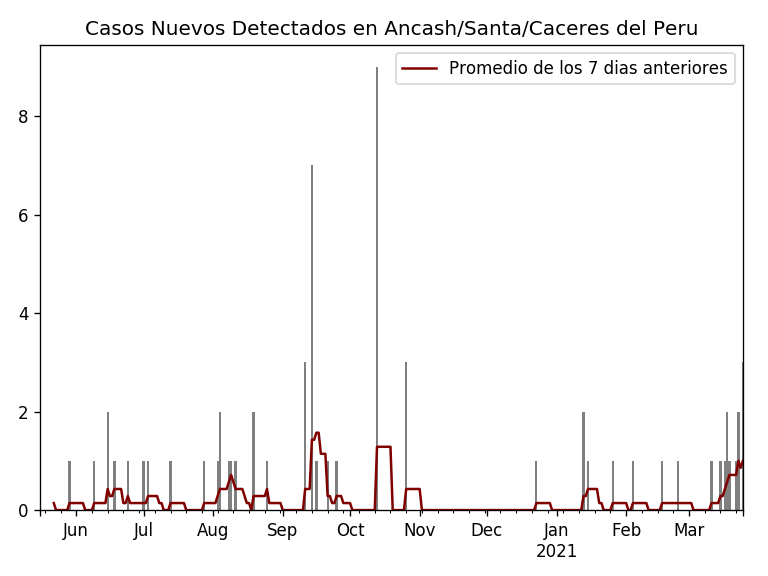 Casos Nuevos Detectados en Ancash/Santa/Caceres del Peru
Promedio de los 7 dias anteriores
8
6
4
2
0
Jun Jul Aug Sep Oct Nov Dec Jan Feb Mar
2021